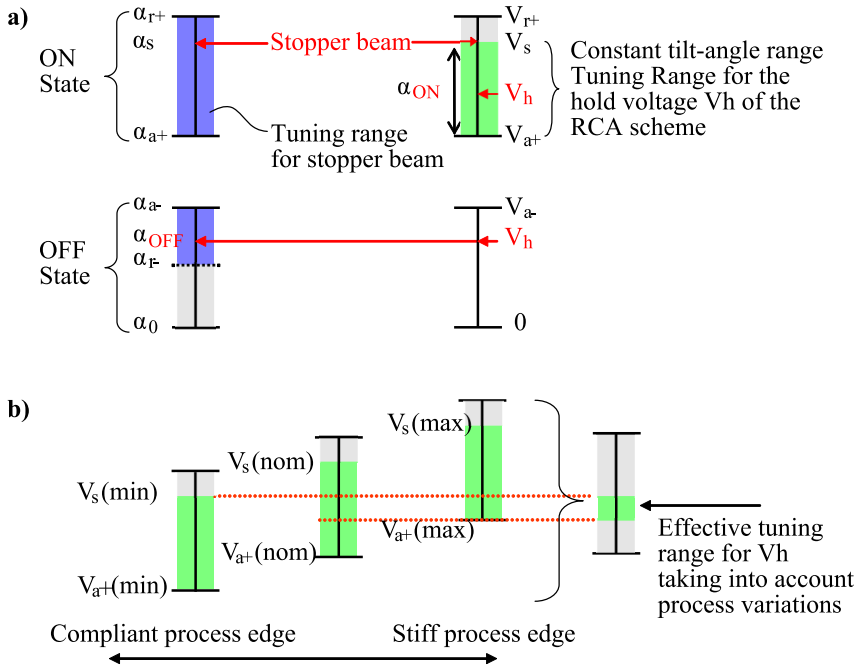 a)
ON
State
αr+
αs
αa+
Stopper beam
Tuning range
for stopper beam
αON
Vr+
Vs
Vh
Va+
Constant tilt-angle range
Tuning Range for the
hold voltage Vh of the
RCA scheme
OFF
State
αa-
αOFF
αr-
α0
Va-
Vh
0
b)
Vs(min)
Va+(min)
Vs(nom)
Va+(nom)
Vs(max)
Va+(max)
Effective tuning
range for Vh
taking into account
process variations
Compliant process edge
Stiff process edge